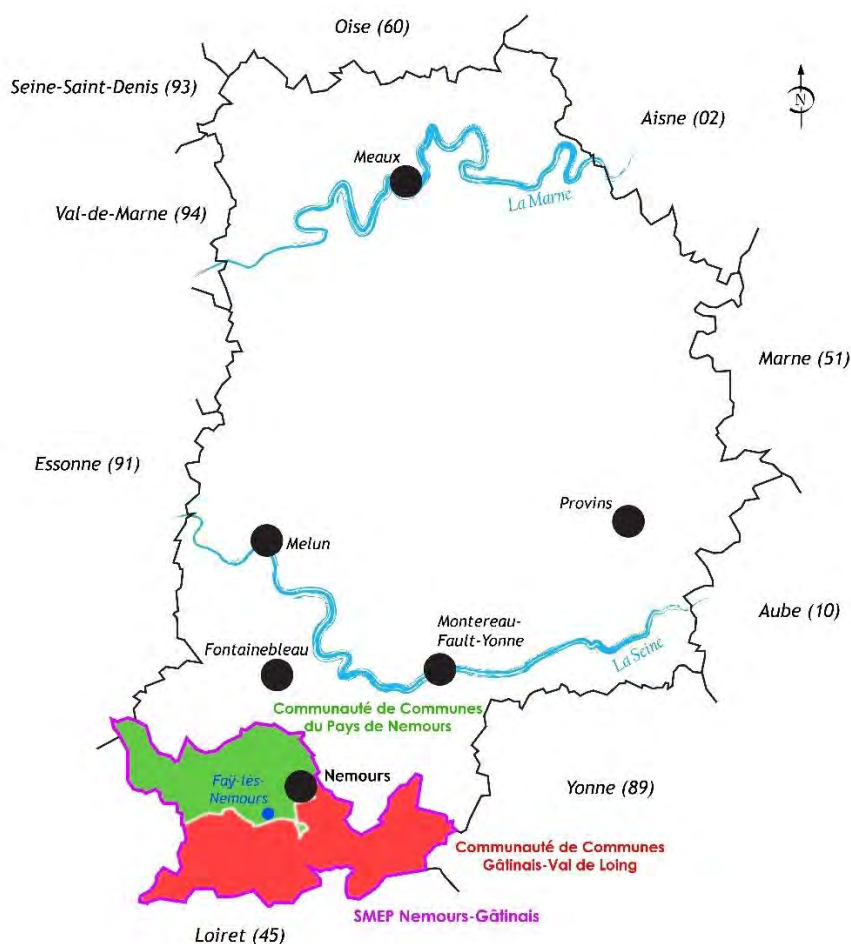 Oise (60)
Seine-Saint-Denis (93)
N
Aisne (02)
Meaux
La Marne
Val-de-Marne (94)
Marne (51)
Essonne (91)
Provins
Melun
Montereau-
Fault-Yonne
Aube (10)
Fontainebleau
La Seine
Communauté de Communes
du Pays de Nemours
Nemours
Faÿ-lès-
Nemours
Yonne (89)
Communauté de Communes
Gâtinais-Val de Loing
SMEP Nemours-Gâtinais
Loiret (45)